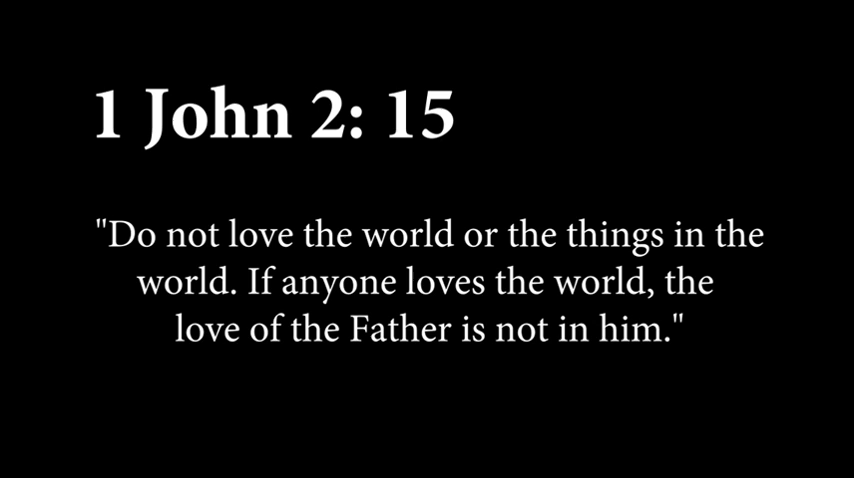 1 John 2: 15
"Do not love the world or the things in the
world. If anyone loves the world, the
love of the Father is not in him."